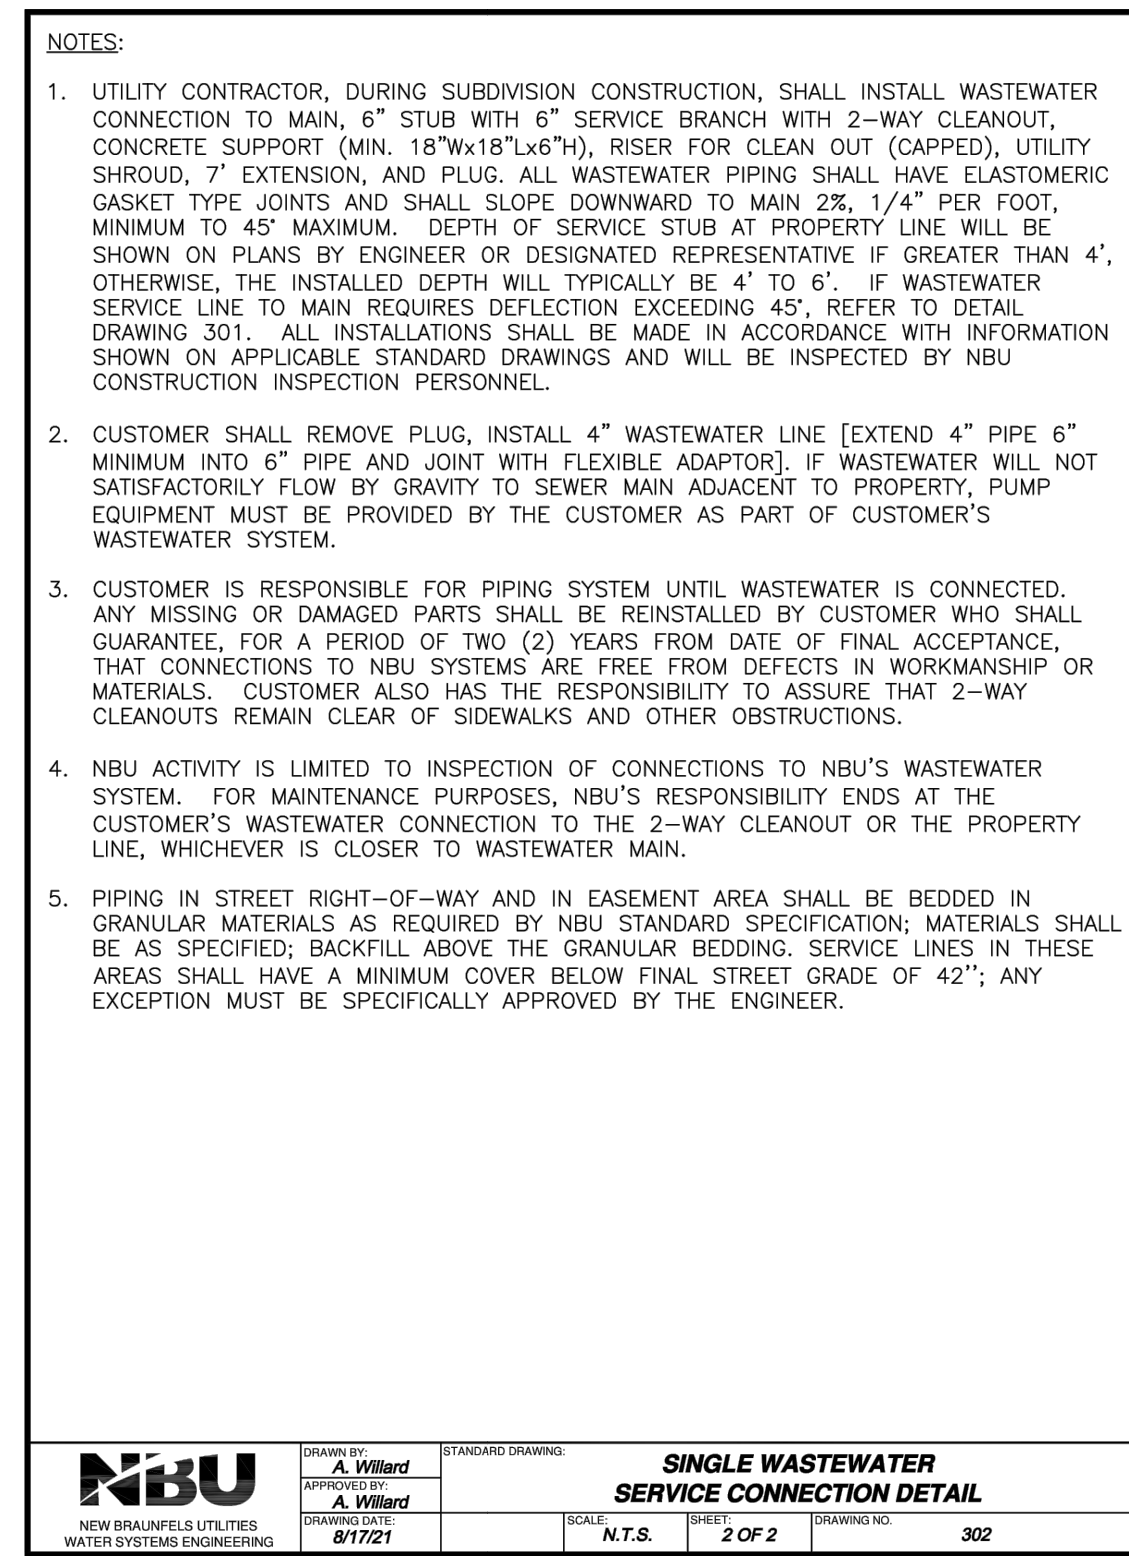 NOTES:
1. UTILITY CONTRACTOR, DURING SUBDIVISION CONSTRUCTION, SHALL INSTALL WASTEWATER
CONNECTION TO MAIN, 6” STUB WITH 6” SERVICE BRANCH WITH 2–WAY CLEANOUT,
CONCRETE SUPPORT (MIN. 18”Wx18”Lx6”H), RISER FOR CLEAN OUT (CAPPED), UTILITY
SHROUD, 7’ EXTENSION, AND PLUG. ALL WASTEWATER PIPING SHALL HAVE ELASTOMERIC
GASKET TYPE JOINTS AND SHALL SLOPE DOWNWARD TO MAIN 2%, 1/4” PER FOOT,
MINIMUM TO 45° MAXIMUM. DEPTH OF SERVICE STUB AT PROPERTY LINE WILL BE
SHOWN ON PLANS BY ENGINEER OR DESIGNATED REPRESENTATIVE IF GREATER THAN 4’,
OTHERWISE, THE INSTALLED DEPTH WILL TYPICALLY BE 4’ TO 6’. IF WASTEWATER
SERVICE LINE TO MAIN REQUIRES DEFLECTION EXCEEDING 45°, REFER TO DETAIL
DRAWING 301. ALL INSTALLATIONS SHALL BE MADE IN ACCORDANCE WITH INFORMATION
SHOWN ON APPLICABLE STANDARD DRAWINGS AND WILL BE INSPECTED BY NBU
CONSTRUCTION INSPECTION PERSONNEL.
2. CUSTOMER SHALL REMOVE PLUG, INSTALL 4” WASTEWATER LINE [EXTEND 4” PIPE 6”
MINIMUM INTO 6” PIPE AND JOINT WITH FLEXIBLE ADAPTOR]. IF WASTEWATER WILL NOT
SATISFACTORILY FLOW BY GRAVITY TO SEWER MAIN ADJACENT TO PROPERTY, PUMP
EQUIPMENT MUST BE PROVIDED BY THE CUSTOMER AS PART OF CUSTOMER’S
WASTEWATER SYSTEM.
3. CUSTOMER IS RESPONSIBLE FOR PIPING SYSTEM UNTIL WASTEWATER IS CONNECTED.
ANY MISSING OR DAMAGED PARTS SHALL BE REINSTALLED BY CUSTOMER WHO SHALL
GUARANTEE, FOR A PERIOD OF TWO (2) YEARS FROM DATE OF FINAL ACCEPTANCE,
THAT CONNECTIONS TO NBU SYSTEMS ARE FREE FROM DEFECTS IN WORKMANSHIP OR
MATERIALS. CUSTOMER ALSO HAS THE RESPONSIBILITY TO ASSURE THAT 2–WAY
CLEANOUTS REMAIN CLEAR OF SIDEWALKS AND OTHER OBSTRUCTIONS.
4. NBU ACTIVITY IS LIMITED TO INSPECTION OF CONNECTIONS TO NBU’S WASTEWATER
SYSTEM. FOR MAINTENANCE PURPOSES, NBU’S RESPONSIBILITY ENDS AT THE
CUSTOMER’S WASTEWATER CONNECTION TO THE 2–WAY CLEANOUT OR THE PROPERTY
LINE, WHICHEVER IS CLOSER TO WASTEWATER MAIN.
5. PIPING IN STREET RIGHT–OF–WAY AND IN EASEMENT AREA SHALL BE BEDDED IN
GRANULAR MATERIALS AS REQUIRED BY NBU STANDARD SPECIFICATION; MATERIALS SHALL
BE AS SPECIFIED; BACKFILL ABOVE THE GRANULAR BEDDING. SERVICE LINES IN THESE
AREAS SHALL HAVE A MINIMUM COVER BELOW FINAL STREET GRADE OF 42’’; ANY
EXCEPTION MUST BE SPECIFICALLY APPROVED BY THE ENGINEER.
NBU
NEW BRAUNFELS UTILITIES
WATER SYSTEMS ENGINEERING
DRAWN BY:
A. Willard
APPROVED BY:
A. Willard
DRAWING DATE:
8/17/21
STANDARD DRAWING:
SINGLE WASTEWATER
SERVICE CONNECTION DETAIL
SCALE:
N.T.S.
SHEET:
2 OF 2
DRAWING NO.
302